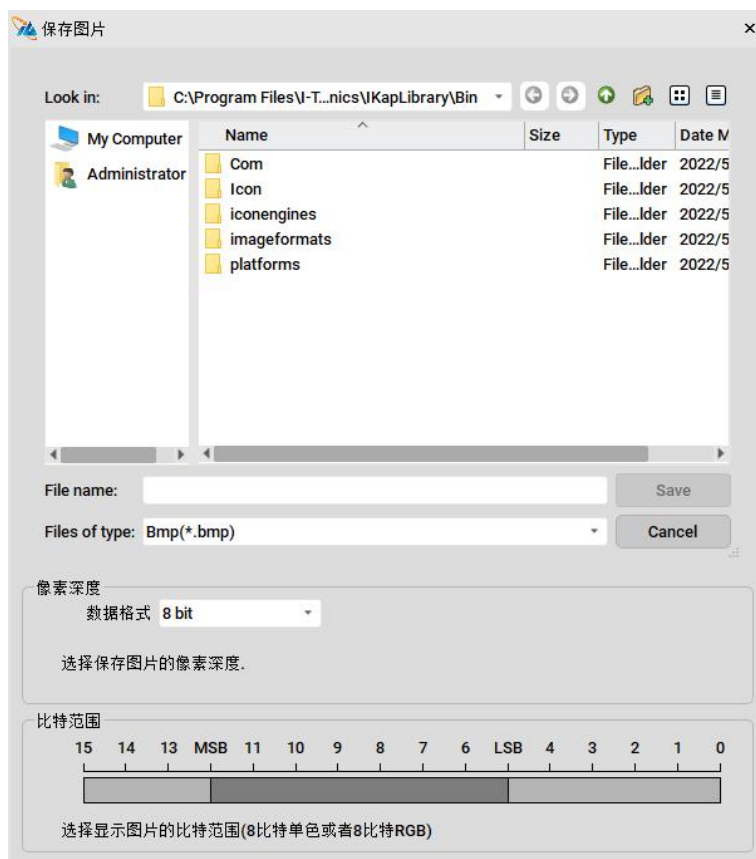 保存图片
Look in: C:\Program Files\I-T...nics\IKapLibrary\Bin
My Computer
Administrator
Name Size Type Date M
Com File...lder 2022/5
Icon File...lder 2022/5
iconengines File...lder 2022/5
imageformats File...lder 2022/5
platforms File...lder 2022/5
File name: Save
Files of type: Bmp(*.bmp) Cancel
像素深度
数据格式 8 bit
选择保存图片的像素深度.
比特范围
15 14 13 MSB 11 10 9 8 7 6 LSB 4 3 2 1 0
选择显示图片的比特范围(8比特单色或者8比特RGB)